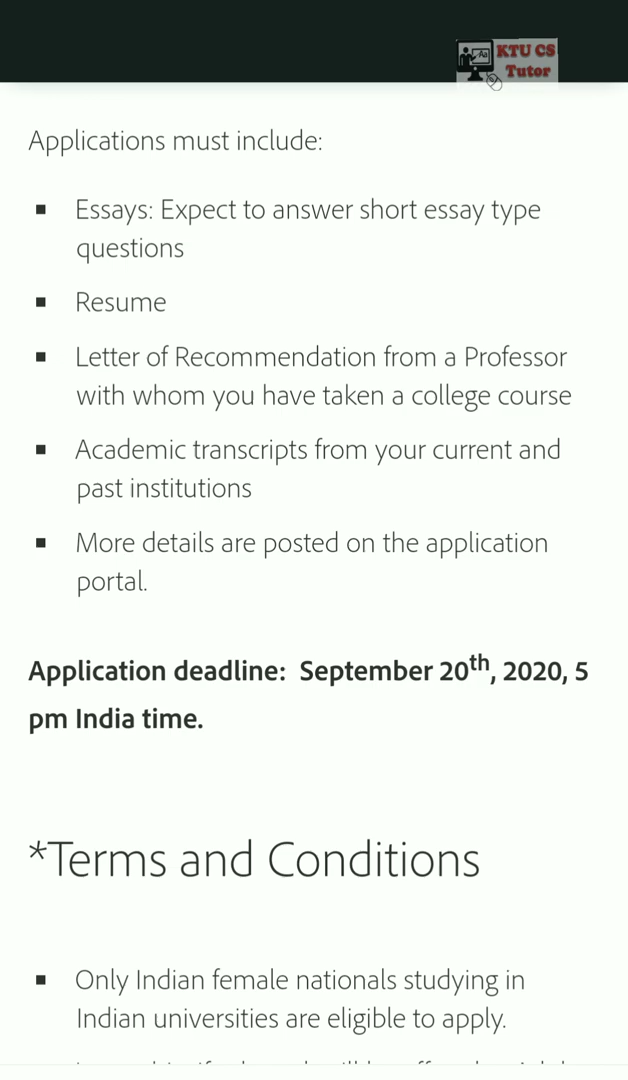 KTU CS
Tutor
Applications must include:
▪ Essays: Expect to answer short essay type
questions
▪ Resume
▪ Letter of Recommendation from a Professor
with whom you have taken a college course
▪ Academic transcripts from your current and
past institutions
▪ More details are posted on the application
portal.
Application deadline: September 20th, 2020, 5
pm India time.
*Terms and Conditions
▪ Only Indian female nationals studying in
Indian universities are eligible to apply.